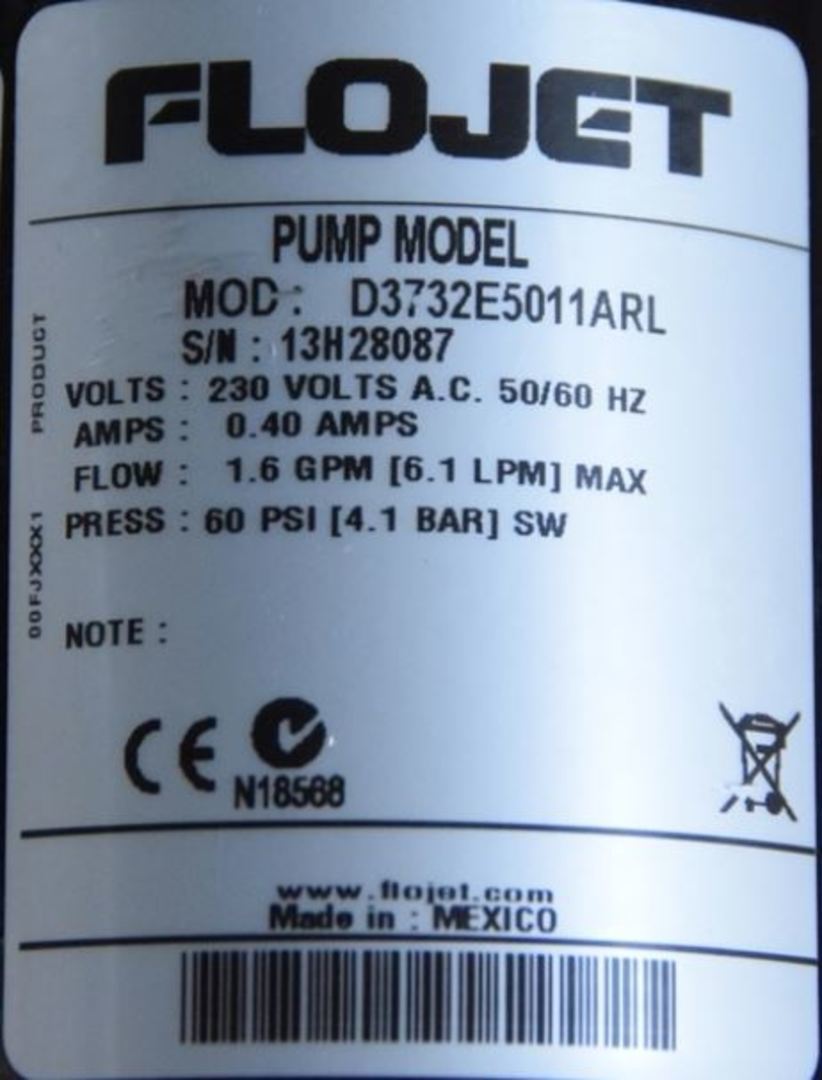 FLOJET
PUMP MODEL
MOD : D3732E5011ARL
S/N : 13H28087
VOLTS : 230 VOLTS A.C. 50/60 HZ
AMPS : 0.40 AMPS
FLOW : 1.6 GPM [6.1 LPM] MAX
PRESS : 60 PSI [4.1 BAR] SW
NOTE :
00FJXXX1 PRODUCT
CE
N18568
www.flojet.com
Made in : MEXICO